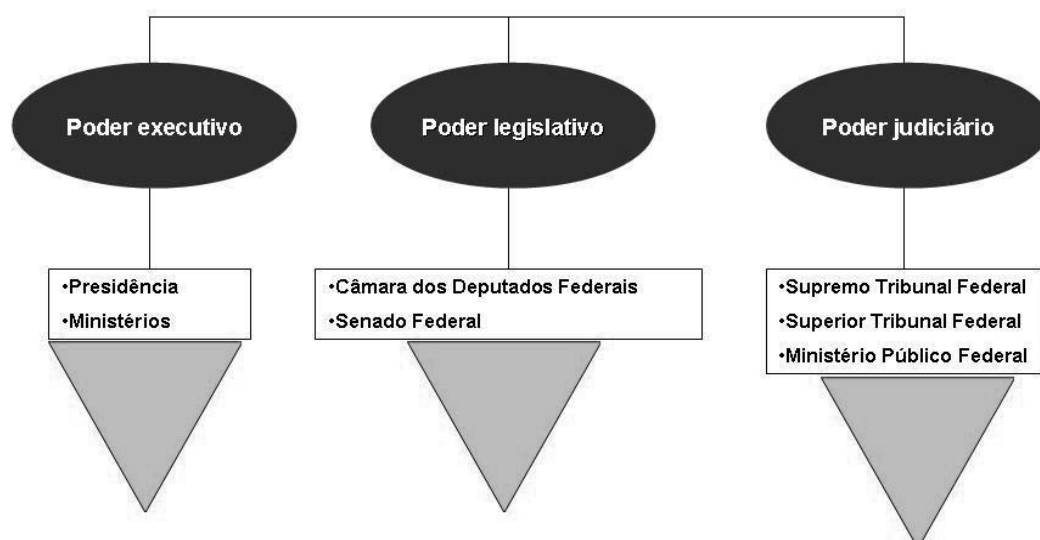 Poder executivo
Poder legislativo
Poder judiciário
•Presidência
•Ministérios
•Câmara dos Deputados Federais
•Senado Federal
•Supremo Tribunal Federal
•Superior Tribunal Federal
•Ministério Público Federal